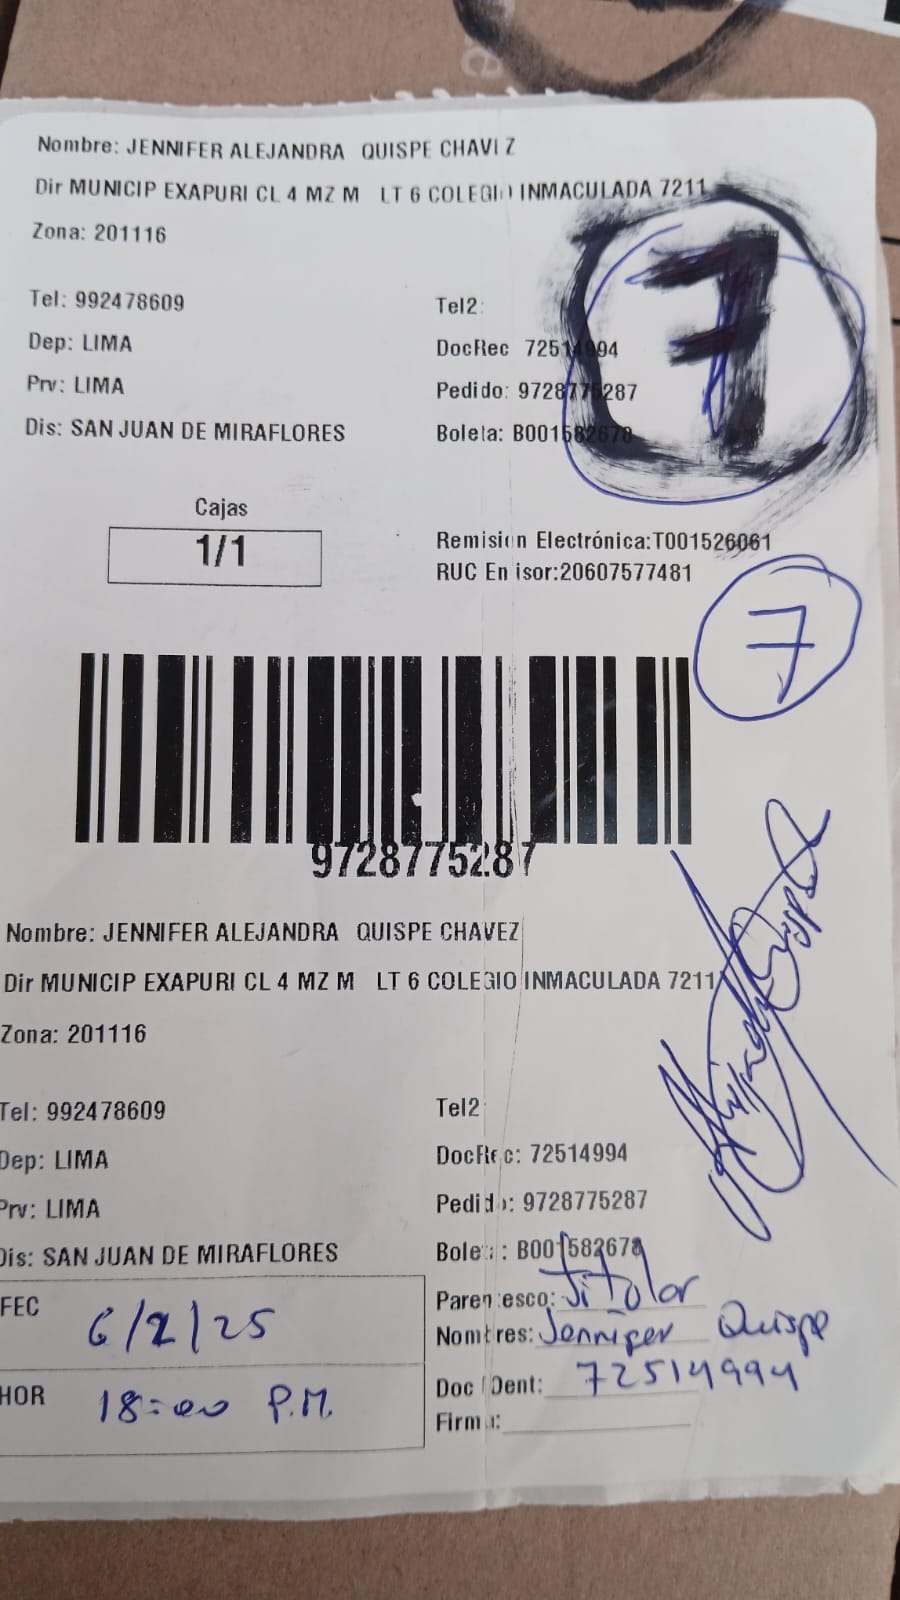 Nombre: JENNIFER ALEJANDRA QUISPE CHAVEZ
Dir MUNICIP EXAPURI CL 4 MZ M LT 6 COLEGIO INMACULADA 7211
Zona: 201116
7
Tel: 992478609 Tel2:
Dep: LIMA DocRec 72514994
Prv: LIMA Pedido: 9728775287
Dis: SAN JUAN DE MIRAFLORES Boleta: B001582678
Cajas
1/1
Remision Electrónica:T001526061
RUC Emisor:20607577481
7
9728775287
Nombre: JENNIFER ALEJANDRA QUISPE CHAVEZ
Dir MUNICIP EXAPURI CL 4 MZ M LT 6 COLEGIO INMACULADA 7211
Zona: 201116
Tel: 992478609 Tel2
Dep: LIMA DocRec: 72514994
Prv: LIMA Pedido: 9728775287
Dis: SAN JUAN DE MIRAFLORES Boleta: B001582678
Parentesco: Titolar
FEC 6/2/25
Nombres: Jennifer Quispe
HOR 18:00 P.M.
Doc Ident: 72514994
Firma: